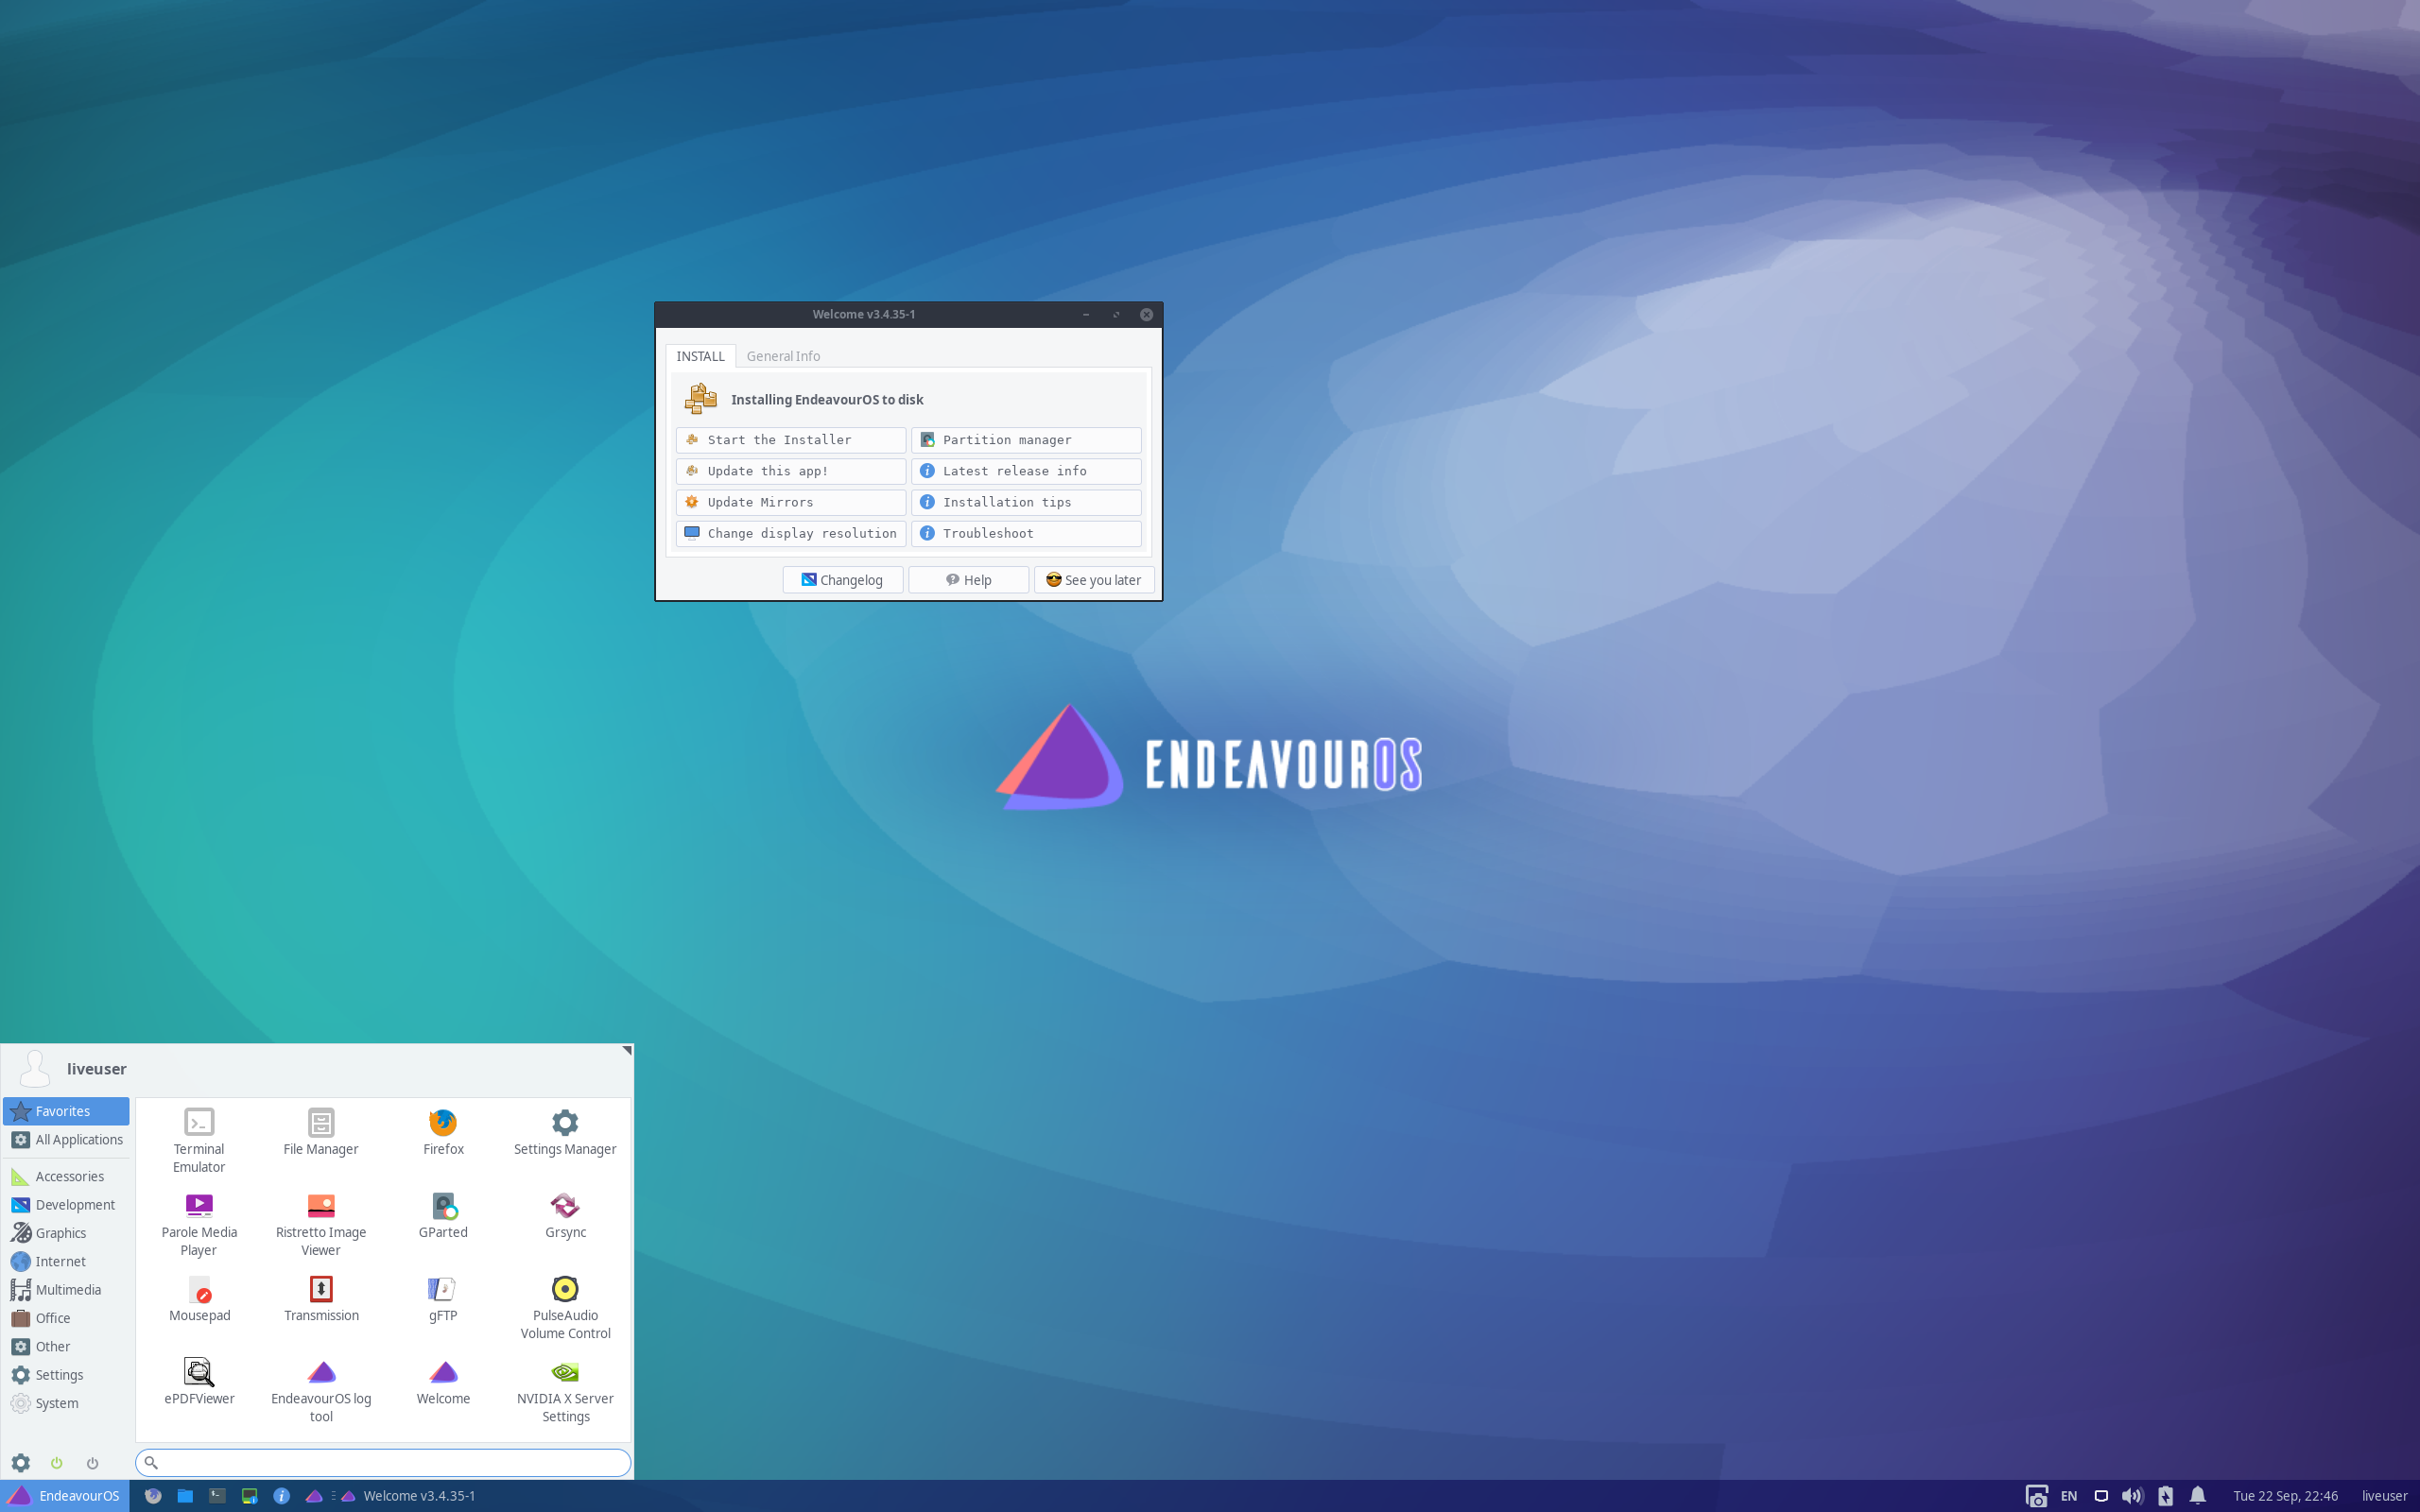 Welcome v3.4.35-1
INSTALL General Info
Installing EndeavourOS to disk
Start the Installer Partition manager
Update this app! Latest release info
Update Mirrors Installation tips
Change display resolution Troubleshoot
Changelog Help See you later
ENDEAVOUROS
liveuser
Favorites
All Applications
Accessories
Development
Graphics
Internet
Multimedia
Office
Other
Settings
System
Terminal
Emulator
File Manager
Firefox
Settings Manager
Parole Media
Player
Ristretto Image
Viewer
GParted
Grsync
Mousepad
Transmission
gFTP
PulseAudio
Volume Control
ePDFViewer
EndeavourOS log
tool
Welcome
NVIDIA X Server
Settings
EndeavourOS Welcome v3.4.35-1 EN Tue 22 Sep, 22:46 liveuser